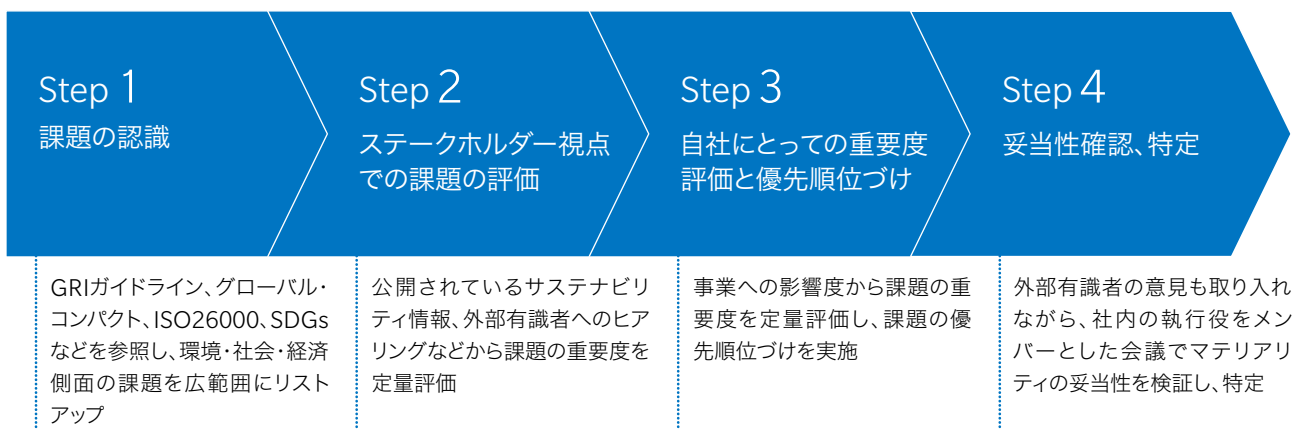 Step 1
課題の認識
Step 2
ステークホルダー視点
での課題の評価
Step 3
自社にとっての重要度
評価と優先順位づけ
Step 4
妥当性確認、特定
GRIガイドライン、グローバル・
コンパクト、ISO26000、SDGs
などを参照し、環境・社会・経済
側面の課題を広範囲にリスト
アップ
公開されているサステナビリ
ティ情報、外部有識者へのヒア
リングなどから課題の重要度を
定量評価
事業への影響度から課題の重
要度を定量評価し、課題の優
先順位づけを実施
外部有識者の意見も取り入れ
ながら、社内の執行役をメン
バーとした会議でマテリアリ
ティの妥当性を検証し、特定